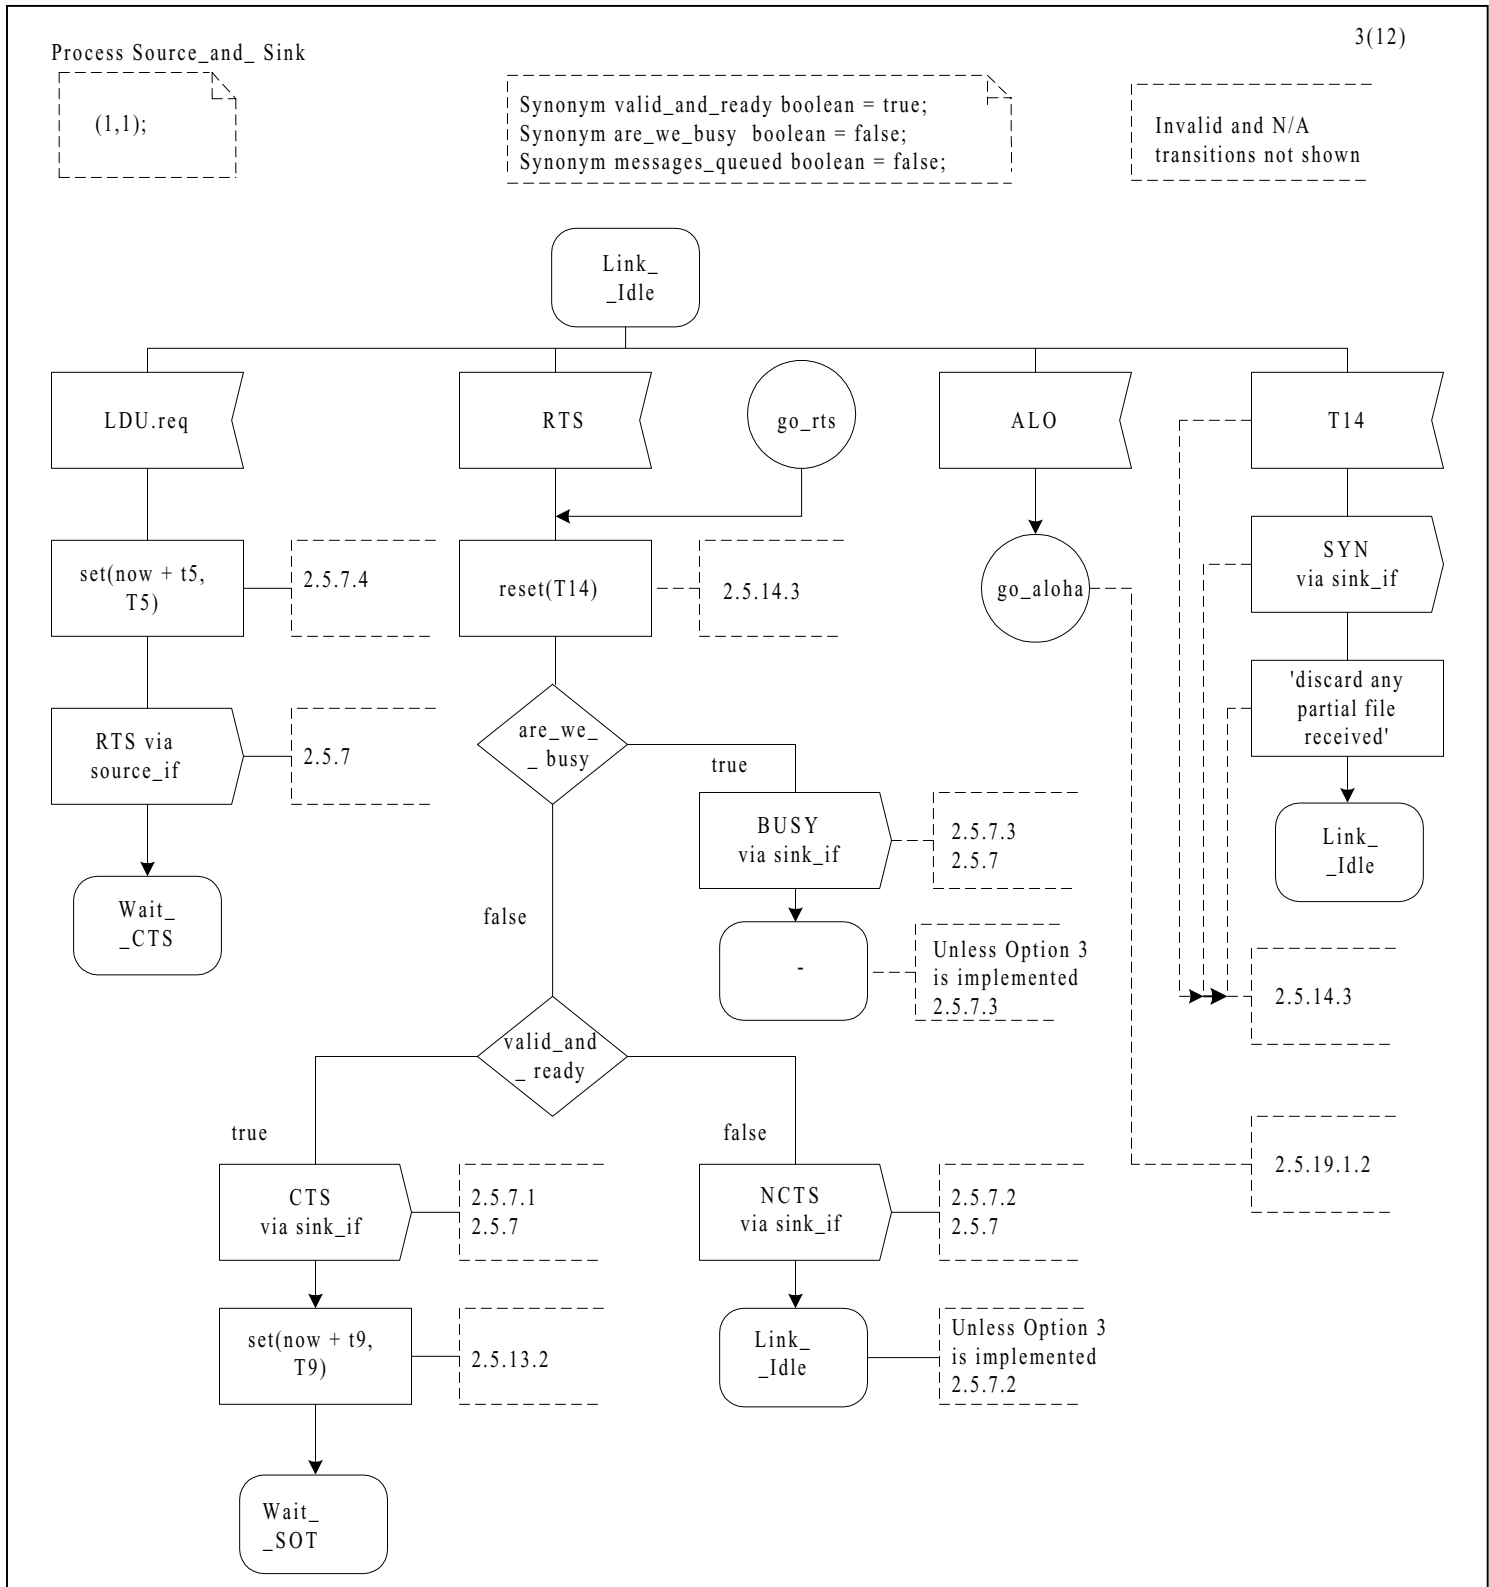 3(12)
Process Source_and_ Sink
(1,1);
Synonym valid_and_ready boolean = true;
Synonym are_we_busy  boolean = false;
Synonym messages_queued boolean = false;
Invalid and N/A
transitions not shown
Link_
_Idle
LDU.req
RTS
go_rts
ALO
T14
set(now + t5,
T5)
2.5.7.4
reset(T14)
2.5.14.3
go_aloha
SYN
via sink_if
RTS via
source_if
2.5.7
are_we_
_ busy
true
false
'discard any
partial file
received'
BUSY
via sink_if
2.5.7.3
2.5.7
Link_
_Idle
Wait_
_CTS
-
Unless Option 3
is implemented
2.5.7.3
2.5.14.3
valid_and
_ ready
true
false
CTS
via sink_if
2.5.7.1
2.5.7
NCTS
via sink_if
2.5.7.2
2.5.7
2.5.19.1.2
set(now + t9,
T9)
2.5.13.2
Link_
_Idle
Unless Option 3
is implemented
2.5.7.2
Wait_
_SOT